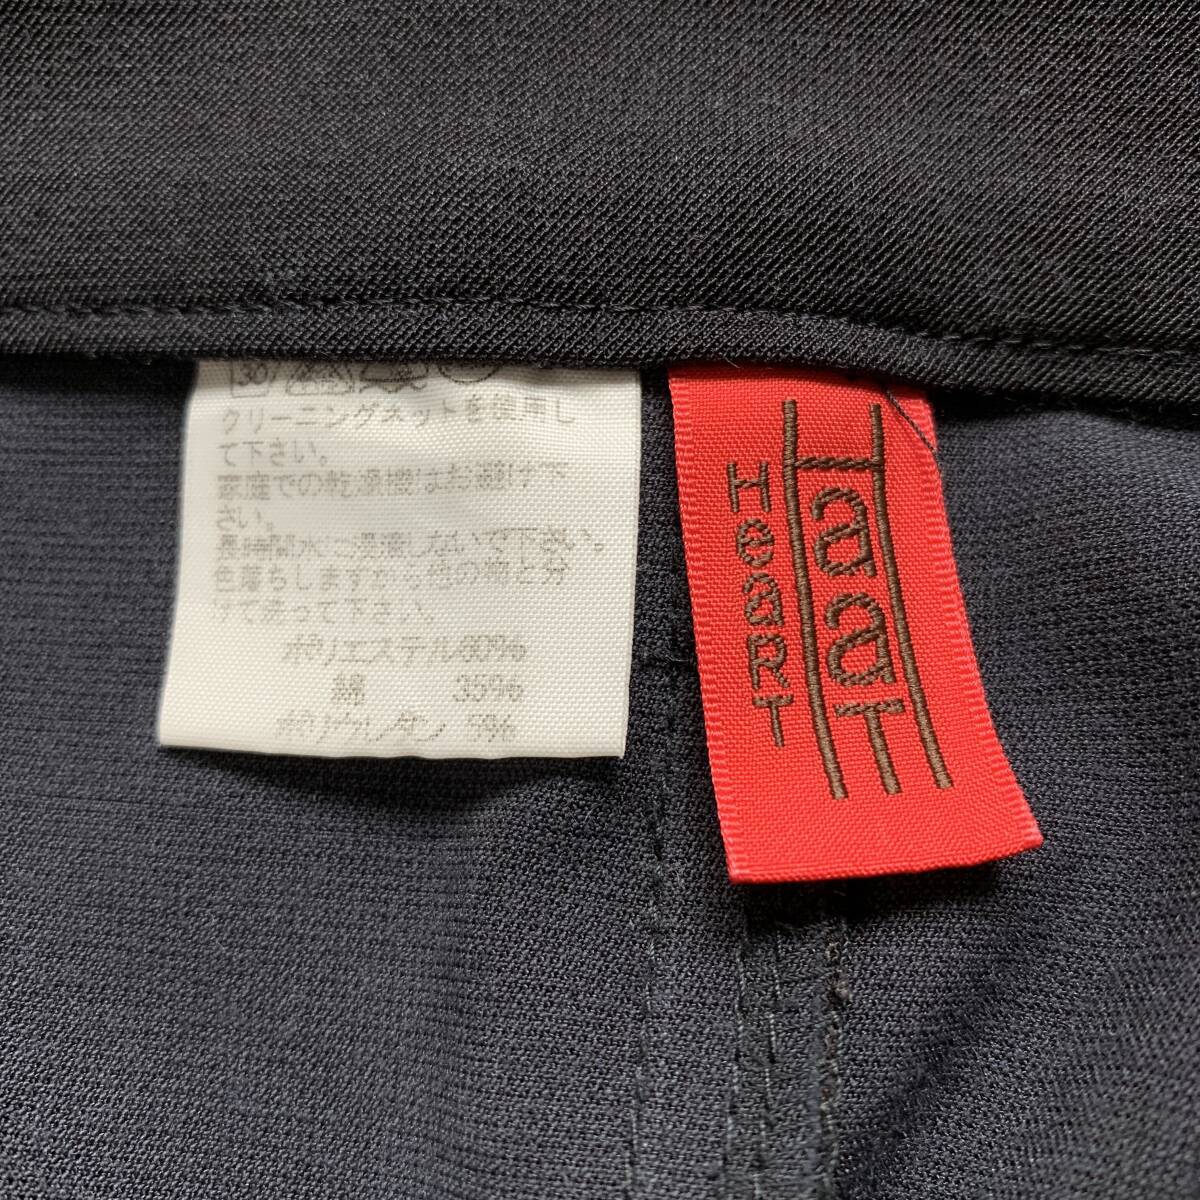 30
クリーニングネットを使用し
て下さい。
家庭での乾燥機はお避け下
さい。
長時間水に浸漬しないで下さい。
色落ちしますから他の物と分
けて洗って下さい。
ポリエステル60%
綿 35%
ポリウレタン 5%
HaaT
HeaRT